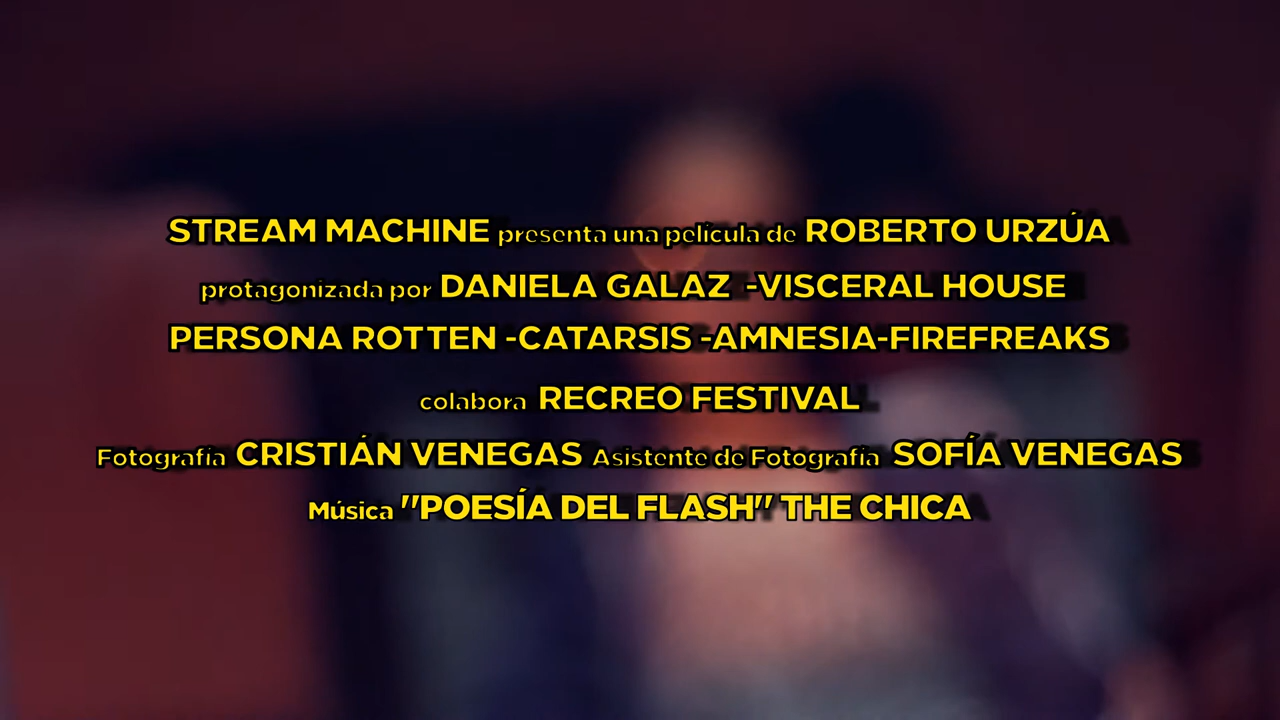 STREAM MACHINE presenta una película de ROBERTO URZÚA
protagonizada por DANIELA GALAZ -VISCERAL HOUSE
PERSONA ROTTEN -CATARSIS -AMNESIA-FIREFREAKS
colabora RECREO FESTIVAL
Fotografía CRISTIÁN VENEGAS Asistente de Fotografía SOFÍA VENEGAS
Música "POESÍA DEL FLASH" THE CHICA